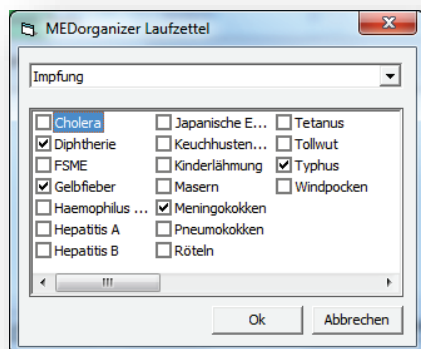 MEDorganizer Laufzettel
Impfung
Cholera
Diphtherie
FSME
Gelbfieber
Haemophilus ...
Hepatitis A
Hepatitis B
Japanische E...
Keuchhusten...
Kinderlähmung
Masern
Meningokokken
Pneumokokken
Röteln
Tetanus
Tollwut
Typhus
Windpocken
Ok
Abbrechen